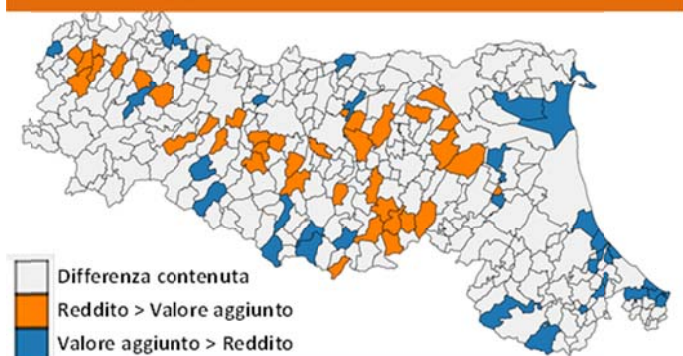 Differenza contenuta
Reddito > Valore aggiunto
Valore aggiunto > Reddito